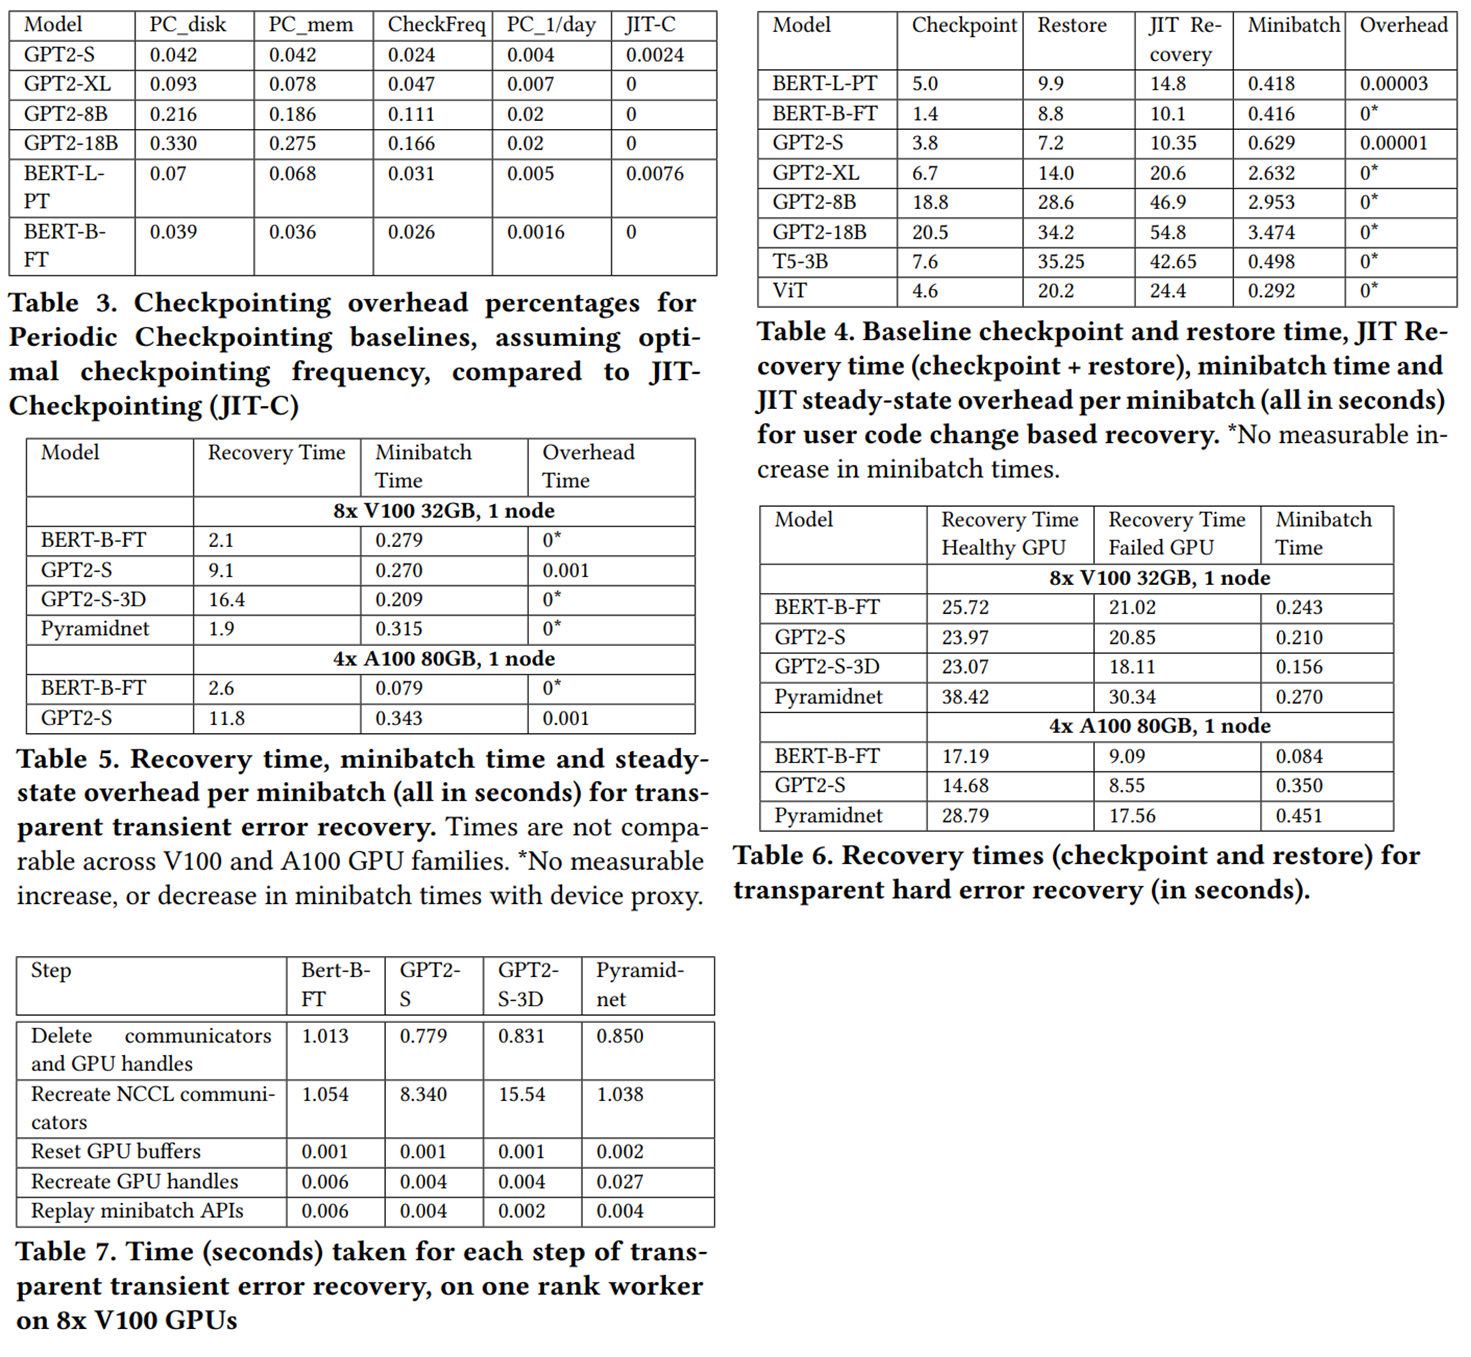 Model PC_disk PC_mem CheckFreq PC_1/day JIT-C
GPT2-S 0.042 0.042 0.024 0.004 0.0024
GPT2-XL 0.093 0.078 0.047 0.007 0
GPT2-8B 0.216 0.186 0.111 0.02 0
GPT2-18B 0.330 0.275 0.166 0.02 0
BERT-L- 0.07 0.068 0.031 0.005 0.0076
PT
BERT-B- 0.039 0.036 0.026 0.0016 0
FT
Table 3. Checkpointing overhead percentages for
Periodic Checkpointing baselines, assuming opti-
mal checkpointing frequency, compared to JIT-
Checkpointing (JIT-C)
Model Recovery Time Minibatch Overhead
Time Time
8x V100 32GB, 1 node
BERT-B-FT 2.1 0.279 0*
GPT2-S 9.1 0.270 0.001
GPT2-S-3D 16.4 0.209 0*
Pyramidnet 1.9 0.315 0*
4x A100 80GB, 1 node
BERT-B-FT 2.6 0.079 0*
GPT2-S 11.8 0.343 0.001
Table 5. Recovery time, minibatch time and steady-
state overhead per minibatch (all in seconds) for trans-
parent transient error recovery. Times are not compa-
rable across V100 and A100 GPU families. *No measurable
increase, or decrease in minibatch times with device proxy.
Step Bert-B- GPT2- GPT2- Pyramid-
FT S S-3D net
Delete communicators 1.013 0.779 0.831 0.850
and GPU handles
Recreate NCCL communi- 1.054 8.340 15.54 1.038
cators
Reset GPU buffers 0.001 0.001 0.001 0.002
Recreate GPU handles 0.006 0.004 0.004 0.027
Replay minibatch APIs 0.006 0.004 0.002 0.004
Table 7. Time (seconds) taken for each step of trans-
parent transient error recovery, on one rank worker
on 8x V100 GPUs
Model Checkpoint Restore JIT Re- Minibatch Overhead
covery
BERT-L-PT 5.0 9.9 14.8 0.418 0.00003
BERT-B-FT 1.4 8.8 10.1 0.416 0*
GPT2-S 3.8 7.2 10.35 0.629 0.00001
GPT2-XL 6.7 14.0 20.6 2.632 0*
GPT2-8B 18.8 28.6 46.9 2.953 0*
GPT2-18B 20.5 34.2 54.8 3.474 0*
T5-3B 7.6 35.25 42.65 0.498 0*
ViT 4.6 20.2 24.4 0.292 0*
Table 4. Baseline checkpoint and restore time, JIT Re-
covery time (checkpoint + restore), minibatch time and
JIT steady-state overhead per minibatch (all in seconds)
for user code change based recovery. *No measurable in-
crease in minibatch times.
Model Recovery Time Recovery Time Minibatch
Healthy GPU Failed GPU Time
8x V100 32GB, 1 node
BERT-B-FT 25.72 21.02 0.243
GPT2-S 23.97 20.85 0.210
GPT2-S-3D 23.07 18.11 0.156
Pyramidnet 38.42 30.34 0.270
4x A100 80GB, 1 node
BERT-B-FT 17.19 9.09 0.084
GPT2-S 14.68 8.55 0.350
Pyramidnet 28.79 17.56 0.451
Table 6. Recovery times (checkpoint and restore) for
transparent hard error recovery (in seconds).